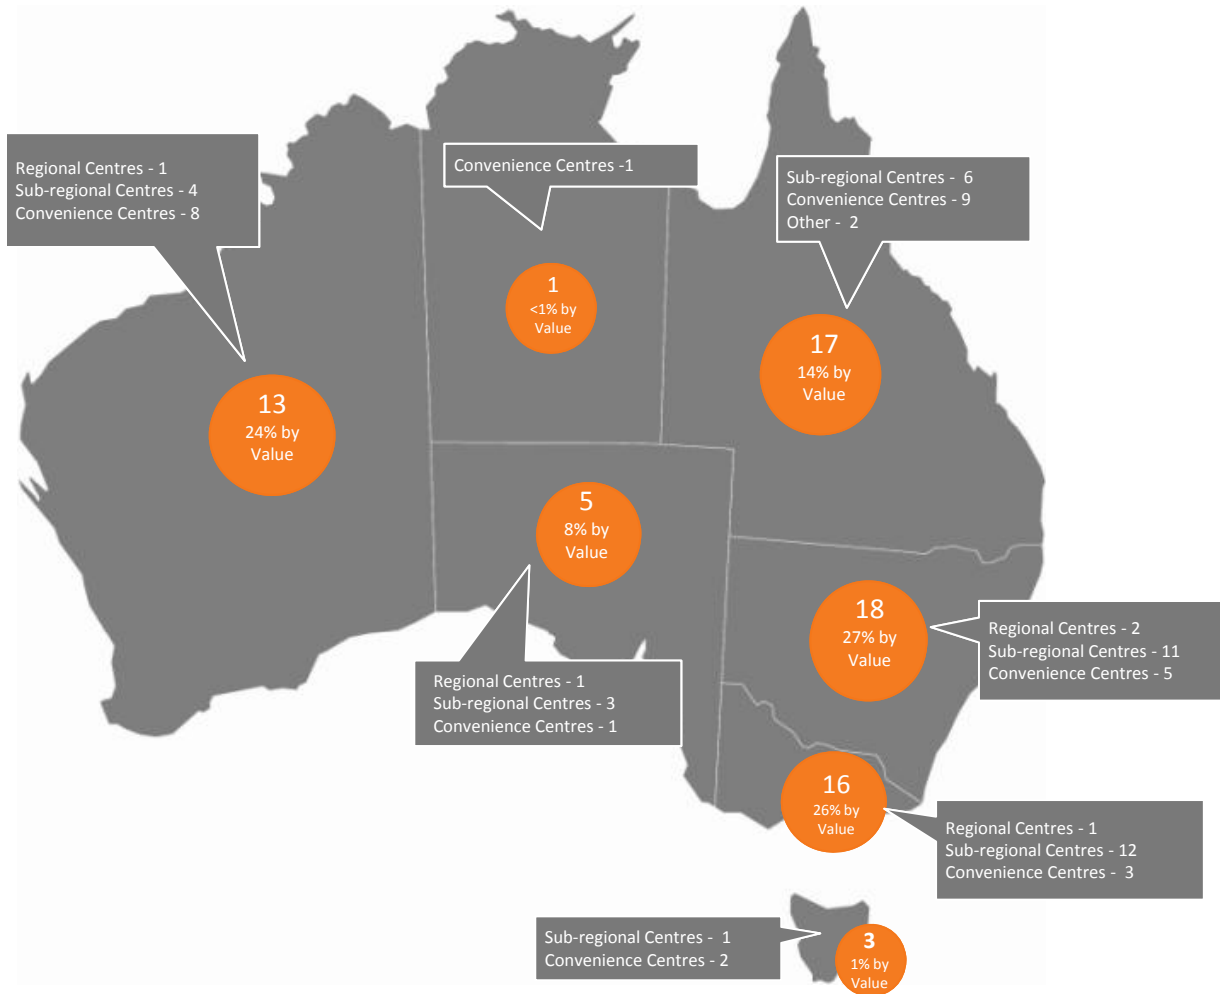 Regional Centres - 1
Sub-regional Centres - 4
Convenience Centres - 8
Convenience Centres -1
Sub-regional Centres -  6
Convenience Centres - 9
Other -  2
1
<1% by
Value
17
14% by
Value
13
24% by
Value
5
8% by
Value
18
27% by
Value
Regional Centres - 2
Sub-regional Centres - 11
Convenience Centres - 5
Regional Centres - 1
Sub-regional Centres - 3
Convenience Centres - 1
16
26% by
Value
Regional Centres - 1
Sub-regional Centres - 12
Convenience Centres -  3
Sub-regional Centres -  1
Convenience Centres - 2
3
1% by
Value